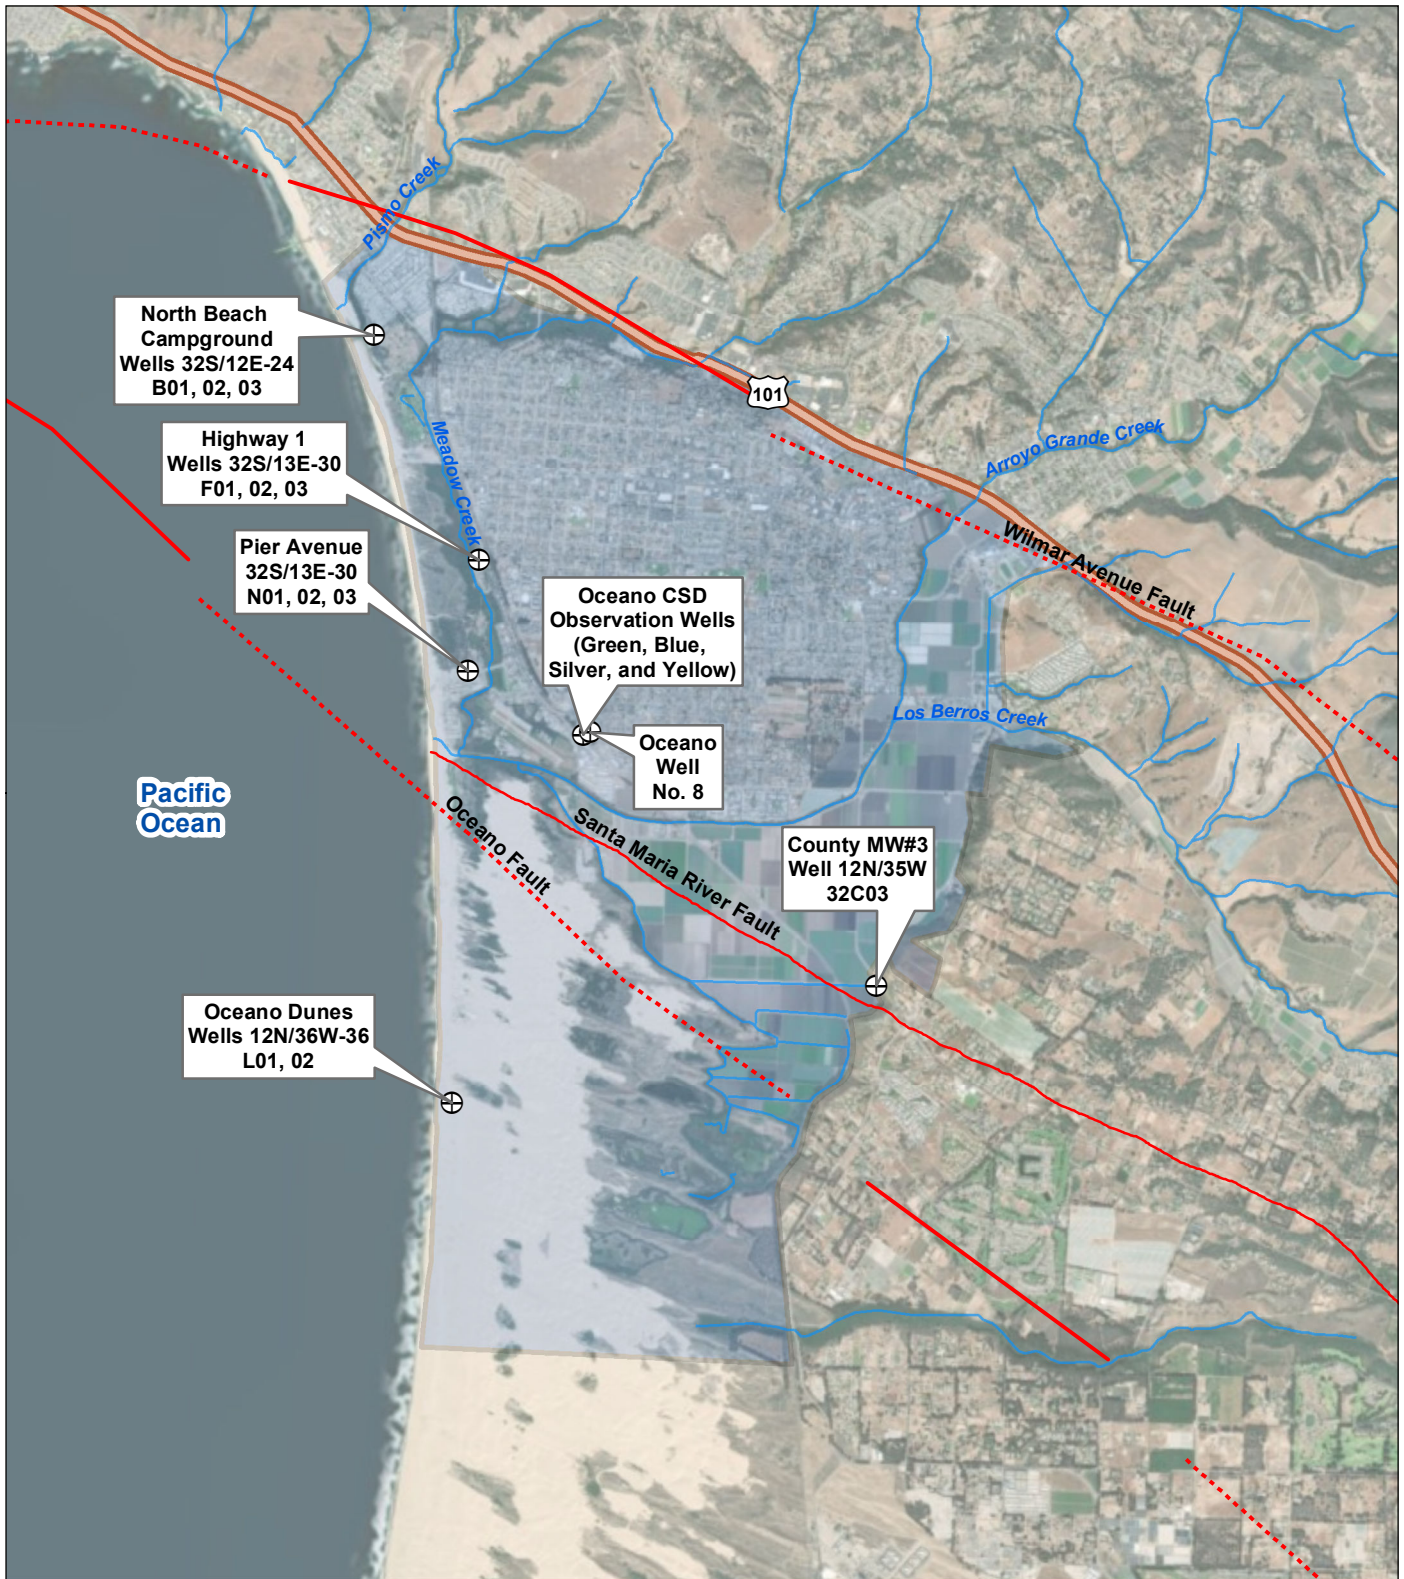 Pismo Creek
North Beach
Campground
Wells 32S/12E-24
B01, 02, 03
101
Highway 1
Wells 32S/13E-30
F01, 02, 03
Meadow Creek
Arroyo Grande Creek
Wilmar Avenue Fault
Pier Avenue
32S/13E-30
N01, 02, 03
Oceano CSD
Observation Wells
(Green, Blue,
Silver, and Yellow)
Los Berros Creek
Oceano
Well
No. 8
Pacific
Ocean
Oceano Fault
Santa Maria River Fault
County MW#3
Well 12N/35W
32C03
Oceano Dunes
Wells 12N/36W-36
L01, 02